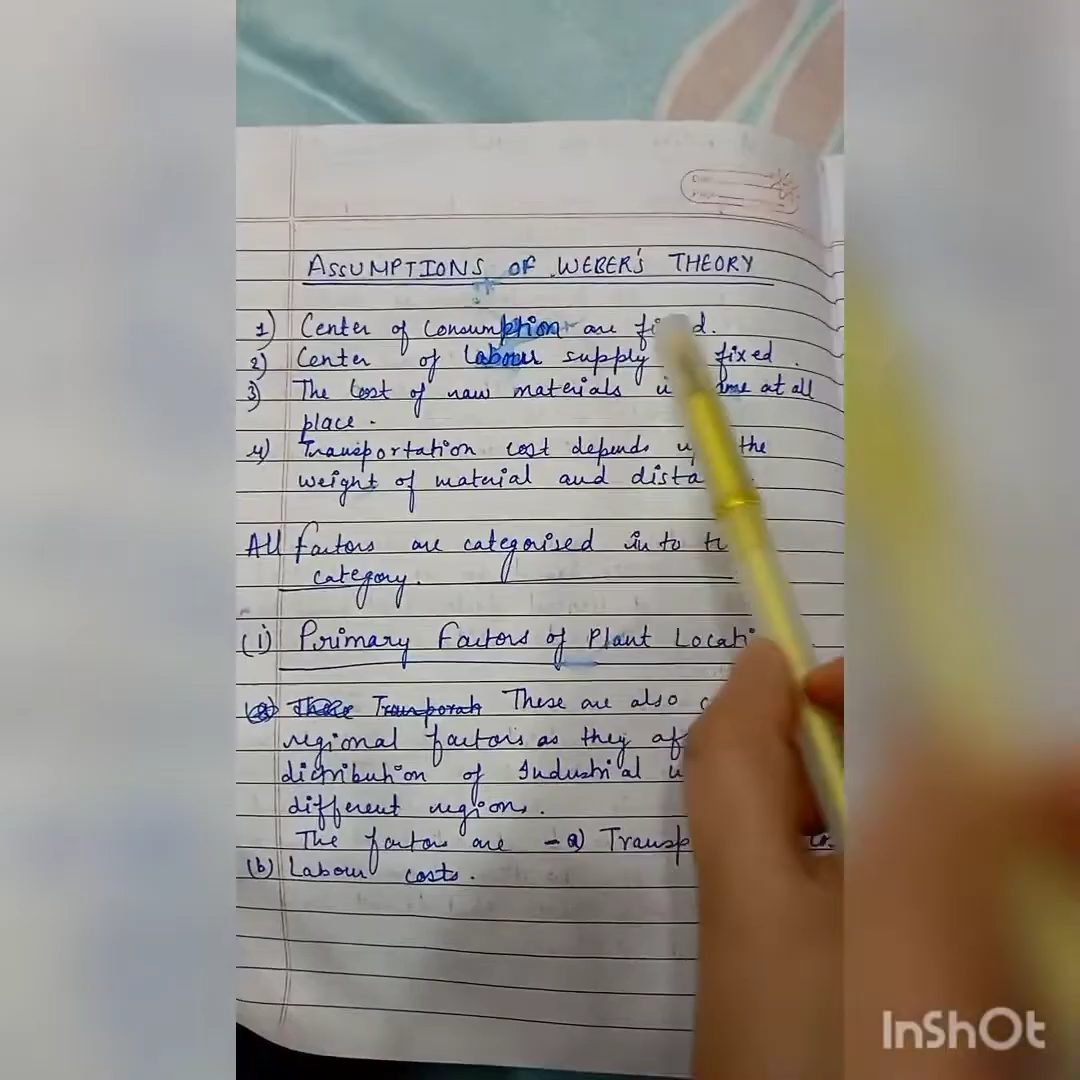 ASSUMPTIONS OF WEBER'S THEORY
1) Center of consumption are
2) Center of labour supply fixed.
3) The cost of raw materials at all
place.
4) Transportation cost depends the
weight of material and
All factors are categorised in to
category.
(i) Primary Factors of Plant
These are also
regional factors as they
distribution of Industrial
different regions.
The factors are - a)
(b) Labour costs.
InShOt